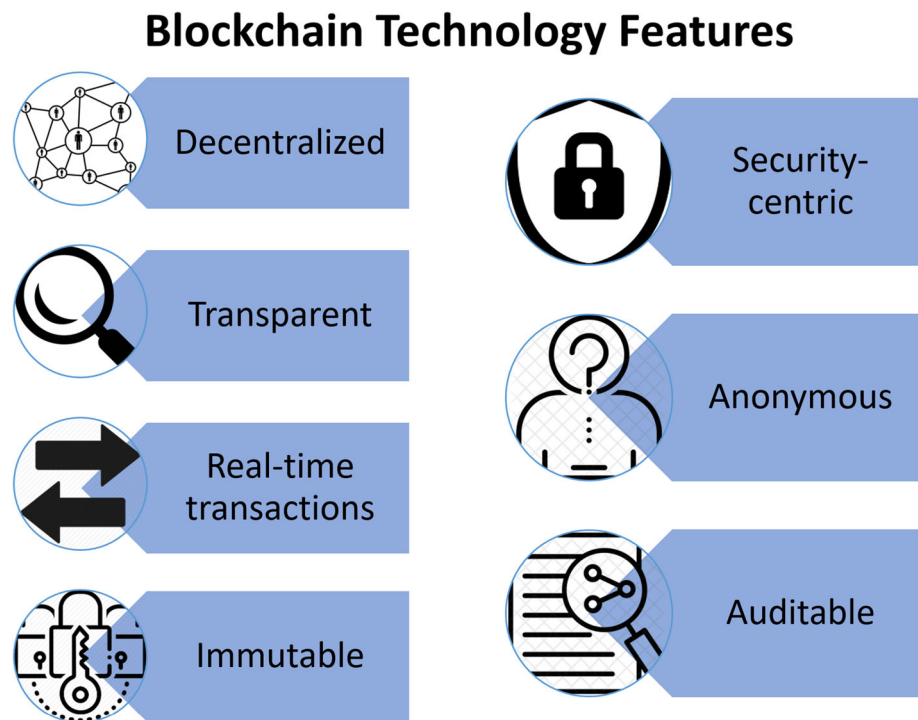 Blockchain Technology Features
Decentralized
Transparent
Real-time
transactions
Immutable
Security-
centric
Anonymous
Auditable